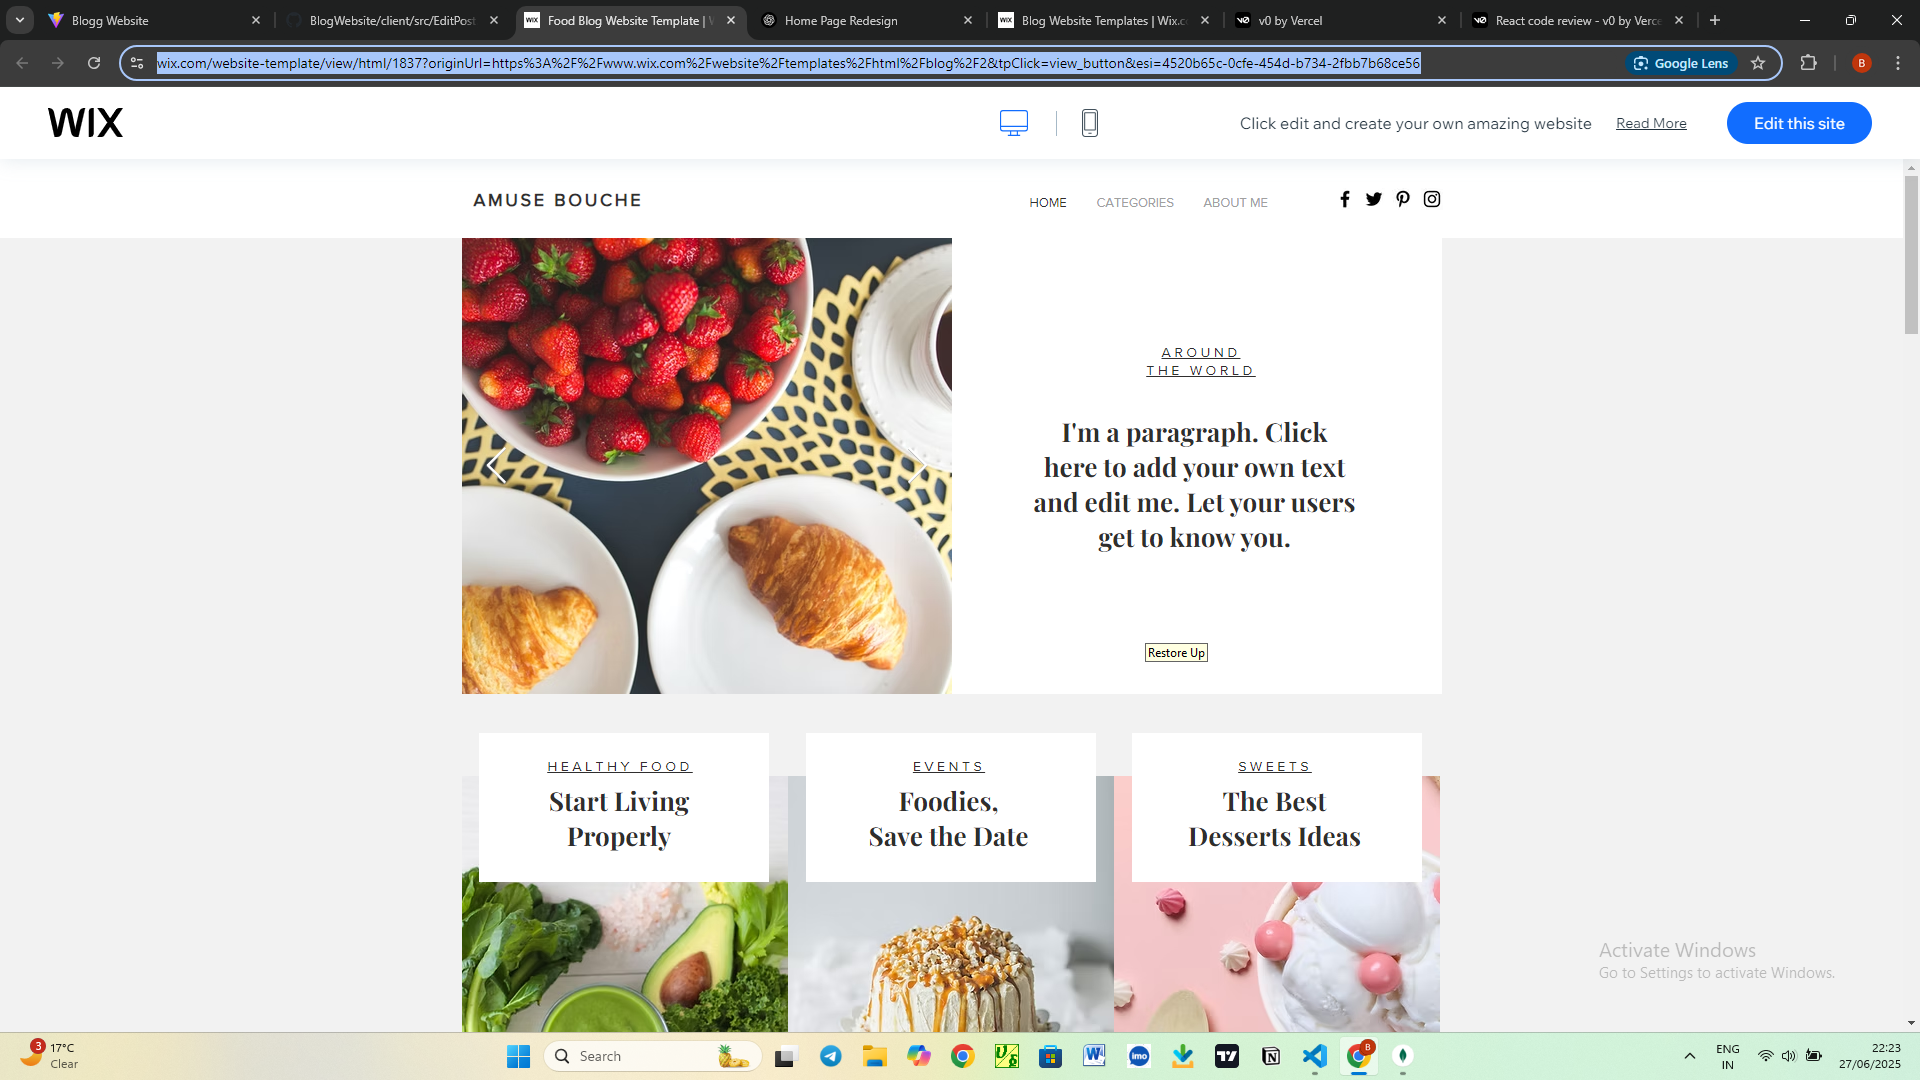 Blogg Website
BlogWebsite/client/src/EditPost
Food Blog Website Template |
Home Page Redesign
Blog Website Templates | Wix.c
v0 by Vercel
React code review - v0 by Verce
wix.com/website-template/view/html/1837?originUrl=https%3A%2F%2Fwww.wix.com%2Fwebsite%2Ftemplates%2Fhtml%2Fblog%2F2&tpClick=view_button&esi=4520b65c-0cfe-454d-b734-2fbb7b68ce56
Google Lens
B
WIX
Click edit and create your own amazing website
Read More
Edit this site
AMUSE BOUCHE
HOME
CATEGORIES
ABOUT ME
AROUND
THE WORLD
I'm a paragraph. Click
here to add your own text
and edit me. Let your users
get to know you.
Restore Up
HEALTHY FOOD
Start Living
Properly
EVENTS
Foodies,
Save the Date
SWEETS
The Best
Desserts Ideas
Activate Windows
Go to Settings to activate Windows.
3
17°C
Clear
Search
imo
B
ENG
IN
22:23
27/06/2025